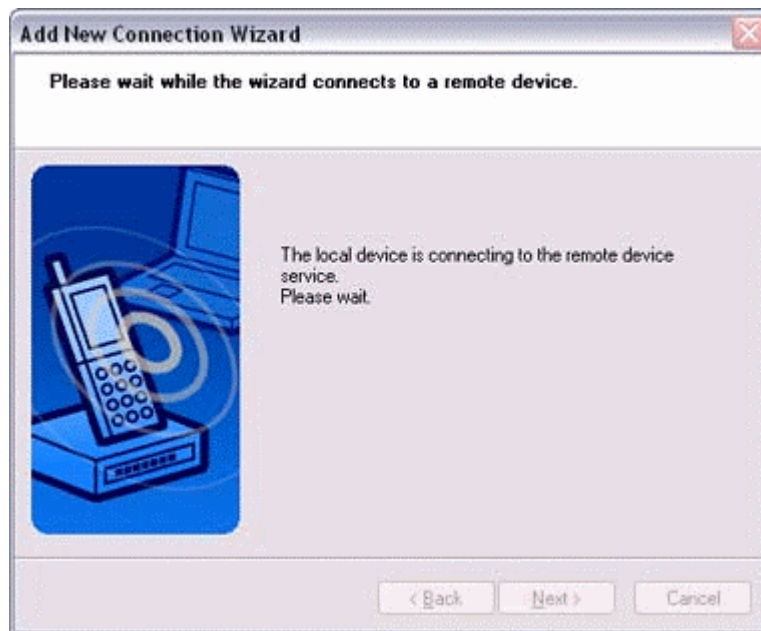 Add New Connection Wizard
Please wait while the wizard connects to a remote device.
The local device is connecting to the remote device
service.
Please wait.
< Back
Next >
Cancel